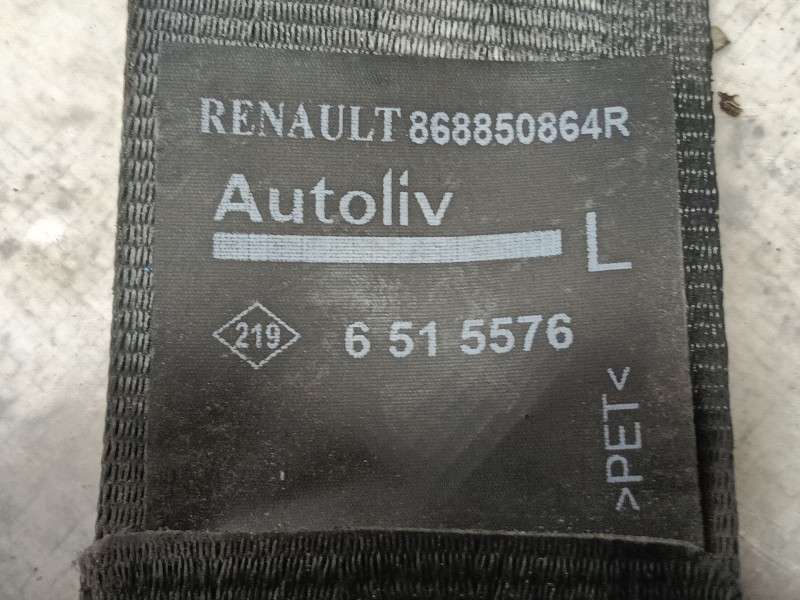 RENAULT 868850864R
Autoliv
L
219 6 51 5576
>PET<